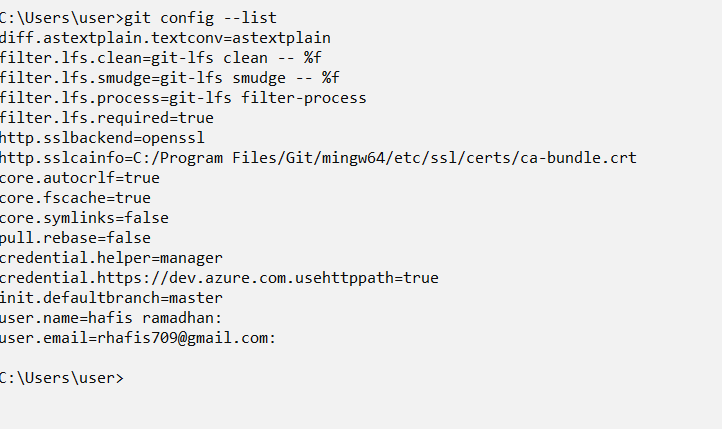 C:\Users\user>git config --list
diff.astextplain.textconv=astextplain
filter.lfs.clean=git-lfs clean -- %f
filter.lfs.smudge=git-lfs smudge -- %f
filter.lfs.process=git-lfs filter-process
filter.lfs.required=true
http.sslbackend=openssl
http.sslcainfo=C:/Program Files/Git/mingw64/etc/ssl/certs/ca-bundle.crt
core.autocrlf=true
core.fscache=true
core.symlinks=false
pull.rebase=false
credential.helper=manager
credential.https://dev.azure.com.usehttppath=true
init.defaultbranch=master
user.name=hafis ramadhan:
user.email=rhafis709@gmail.com:
C:\Users\user>